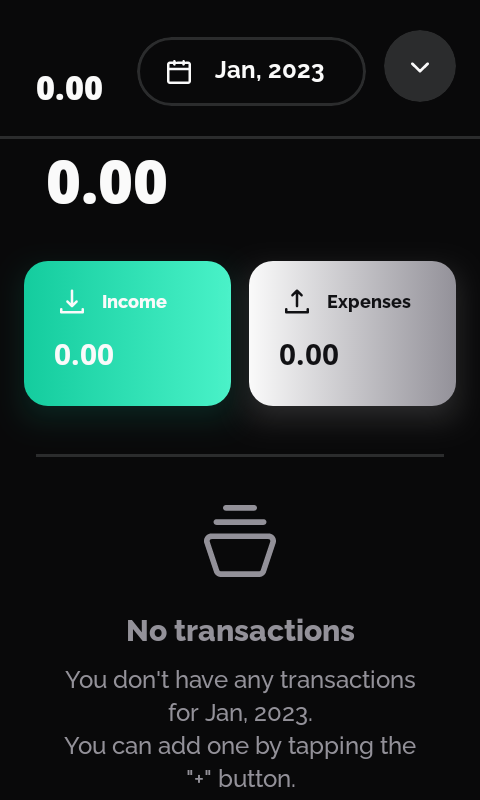 0.00
Jan, 2023
0.00
Income
0.00
Expenses
0.00
No transactions
You don't have any transactions
for Jan, 2023.
You can add one by tapping the
"+" button.